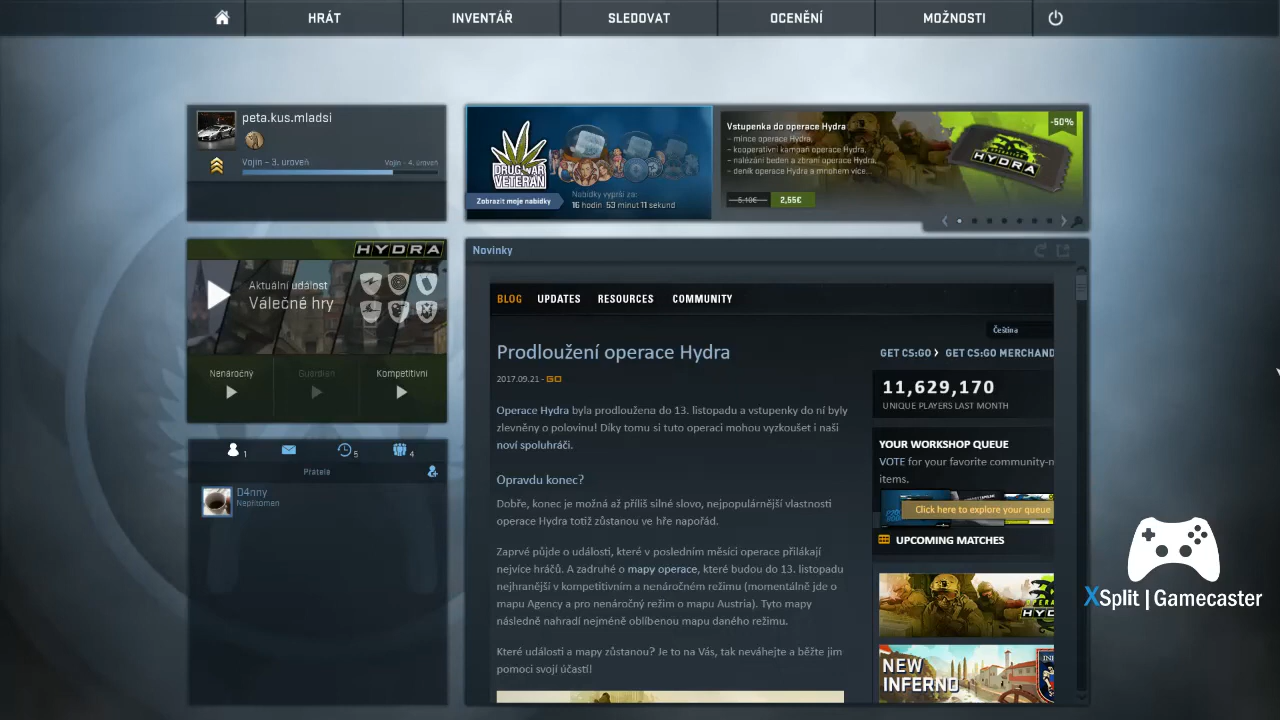 HRÁT
INVENTÁŘ
SLEDOVAT
OCENĚNÍ
MOŽNOSTI
peta.kus.mladsi
Vojín – 3. úroveň
Vojín – 4. úroveň
DRUG WAR
VETERAN
Zobrazit moje nabídky
Nabídky vyprší za:
16 hodin 53 minut 11 sekund
Vstupenka do operace Hydra
– mince operace Hydra,
– kooperativní kampaň operace Hydra,
– nalézání beden a zbraní operace Hydra,
– deník operace Hydra a mnohem více...
5,10€
2,55€
-50%
HYDRA
HYDRA
Aktuální událost
Válečné hry
Nenáročný
Guardian
Kompetitivní
1
5
4
Přátelé
D4nny
Nepřítomen
Novinky
BLOG
UPDATES
RESOURCES
COMMUNITY
Čeština
Prodloužení operace Hydra
2017.09.21 - GO
Operace Hydra byla prodloužena do 13. listopadu a vstupenky do ní byly
zlevněny o polovinu! Díky tomu si tuto operaci mohou vyzkoušet i naši
noví spoluhráči.
Opravdu konec?
Dobře, konec je možná až příliš silné slovo, nejpopulárnější vlastnosti
operace Hydra totiž zůstanou ve hře napořád.
Zaprvé půjde o události, které v posledním měsíci operace přilákají
nejvíce hráčů. A zadruhé o mapy operace, které budou do 13. listopadu
nejhranější v kompetitivním a nenáročném režimu (momentálně jde o
mapu Agency a pro nenáročný režim o mapu Austria). Tyto mapy
následně nahradí nejméně oblíbenou mapu daného režimu.
Které události a mapy zůstanou? Je to na Vás, tak neváhejte a běžte jim
pomoci svojí účastí!
GET CS:GO
GET CS:GO MERCHAND
11,629,170
UNIQUE PLAYERS LAST MONTH
YOUR WORKSHOP QUEUE
VOTE for your favorite community-m
items.
Click here to explore your queue
UPCOMING MATCHES
NEW
INFERNO
XSplit | Gamecaster